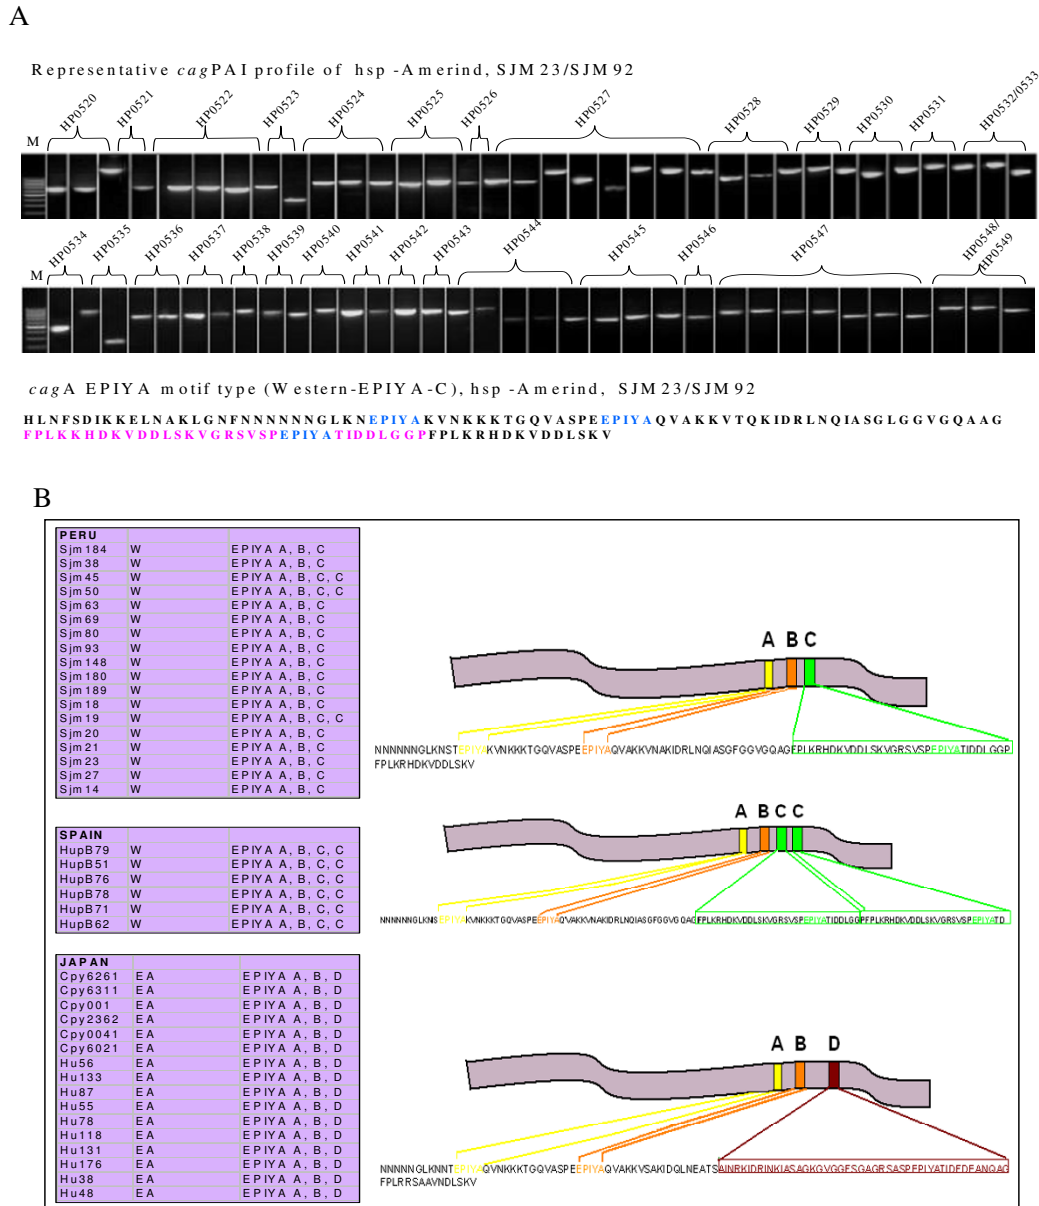 A
Representative cagPAI profile of hsp -Amerind, SJM23/SJM92
M HP0520 HP0521 HP0522 HP0523 HP0524 HP0525 HP0526 HP0527 HP0528 HP0529 HP0530 HP0531 HP0532/0533
M HP0534 HP0535 HP0536 HP0537 HP0538 HP0539 HP0540 HP0541 HP0542 HP0543 HP0544 HP0545 HP0546 HP0547 HP0548/HP0549
cagA EPIYA motif type (Western-EPIYA-C), hsp -Amerind, SJM23/SJM92
HLNFSDIKKELNAKLGNFNNNNNNGLKNEPIYAKVNKKKTGQVASPEEPIYAQVAKKVTQKIDRLNQIASGLGGVGQAAG
FPLKKHDKVDDLSKVGRSVSPEPIYATIDDLGGPFPLKRHDKVDDLSKV
B
PERU
Sjm184 W EPIYA A, B, C
Sjm38 W EPIYA A, B, C
Sjm45 W EPIYA A, B, C, C
Sjm50 W EPIYA A, B, C, C
Sjm63 W EPIYA A, B, C
Sjm69 W EPIYA A, B, C
Sjm80 W EPIYA A, B, C
Sjm93 W EPIYA A, B, C
Sjm148 W EPIYA A, B, C
Sjm180 W EPIYA A, B, C
Sjm189 W EPIYA A, B, C
Sjm18 W EPIYA A, B, C
Sjm19 W EPIYA A, B, C, C
Sjm20 W EPIYA A, B, C
Sjm21 W EPIYA A, B, C
Sjm23 W EPIYA A, B, C
Sjm27 W EPIYA A, B, C
Sjm14 W EPIYA A, B, C
A B C
NNNNNNGLKNSTEPIYAKVNKKKTGQVASPEEPIYAQVAKKVNAKIDRLNQIASGFGGVGQAGFPLKRHDKVDDLSKVGRSVSPEPIYATIDDLGGP
FPLKRHDKVDDLSKV
SPAIN
HupB79 W EPIYA A, B, C, C
HupB51 W EPIYA A, B, C, C
HupB76 W EPIYA A, B, C, C
HupB78 W EPIYA A, B, C, C
HupB71 W EPIYA A, B, C, C
HupB62 W EPIYA A, B, C, C
A B C C
NNNNNNGLKNSEPIYAKVNKKKTGQVASPEEPIYAQVAKKVNAKIDRLNQIASGFGGVGQAGFPLKRHDKVDDLSKVGRSVSPEPIYATIDDLGGPFPLKRHDKVDDLSKVGRSVSPEPIYATD
JAPAN
Cpy6261 EA EPIYA A, B, D
Cpy6311 EA EPIYA A, B, D
Cpy001 EA EPIYA A, B, D
Cpy2362 EA EPIYA A, B, D
Cpy0041 EA EPIYA A, B, D
Cpy6021 EA EPIYA A, B, D
Hu56 EA EPIYA A, B, D
Hu133 EA EPIYA A, B, D
Hu87 EA EPIYA A, B, D
Hu55 EA EPIYA A, B, D
Hu78 EA EPIYA A, B, D
Hu118 EA EPIYA A, B, D
Hu131 EA EPIYA A, B, D
Hu176 EA EPIYA A, B, D
Hu38 EA EPIYA A, B, D
Hu48 EA EPIYA A, B, D
A B D
NNNNNGLKNNTEPIYAQVNKKKTGQVASPEEPIYAQVAKKVSAKIDQLNEATSAINRKIDRINKIASAGKGVGGFSGAGRSASPEPIYATIDFDEANQAG
FPLRRSAAVNDLSKV